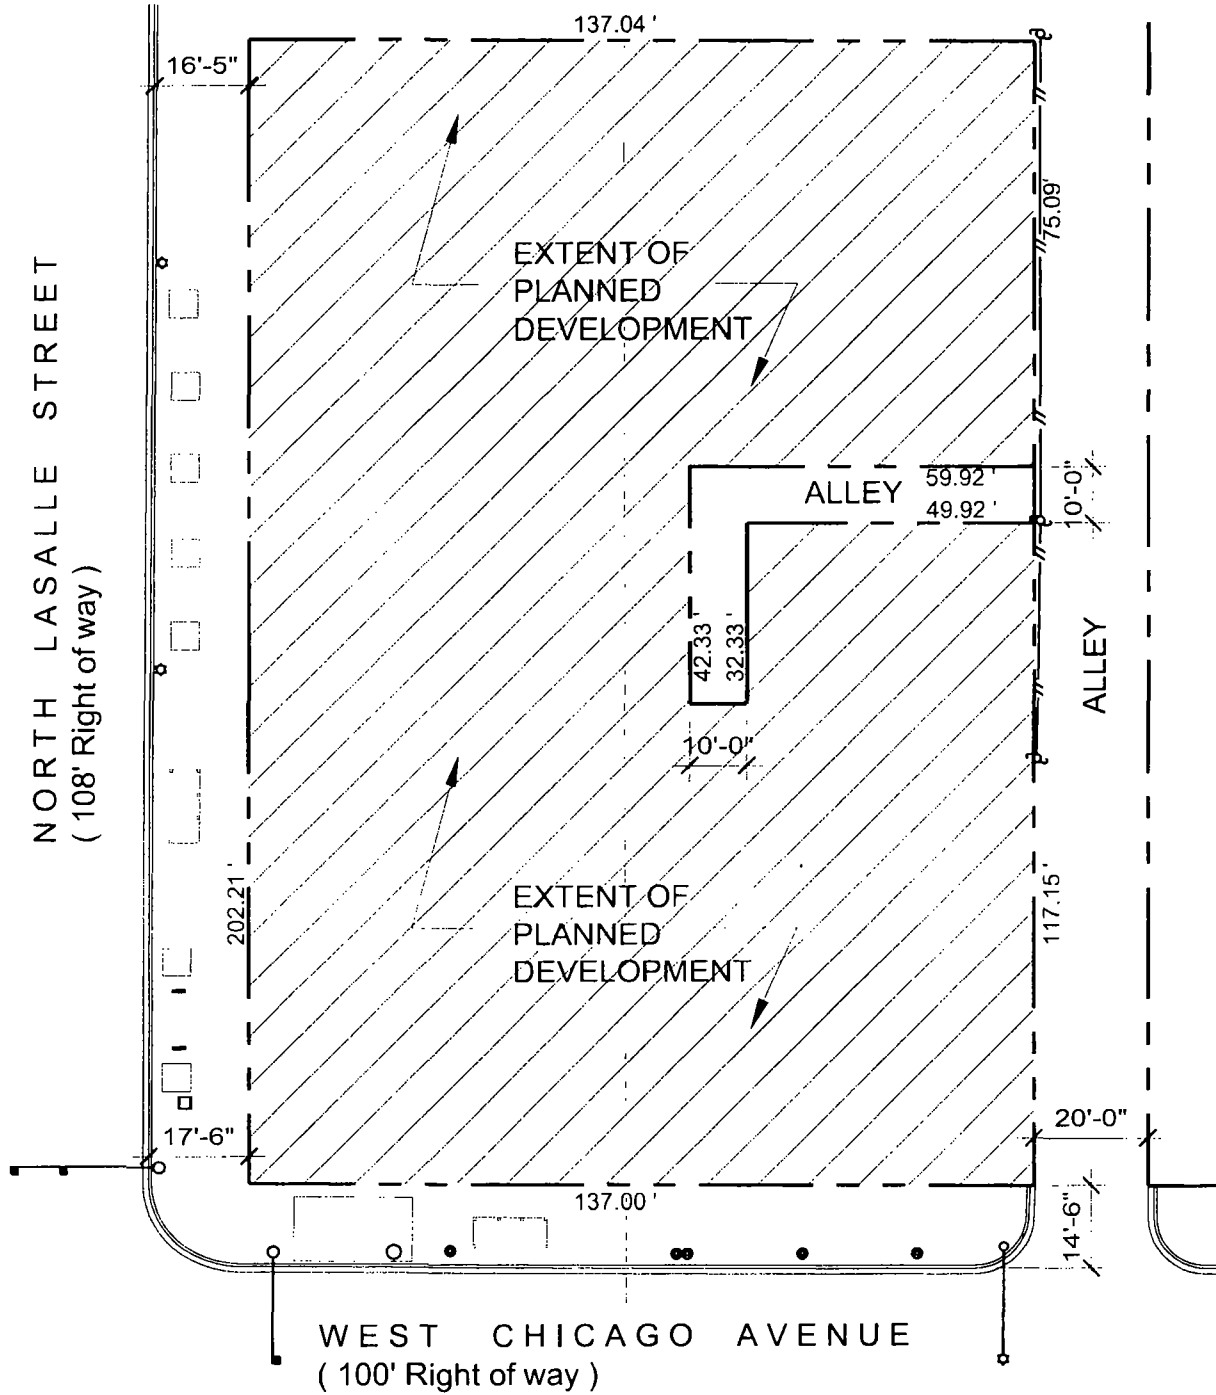 137.04 '
16'-5"
75.09'
EXTENT OF
PLANNED
DEVELOPMENT
NORTH LASALLE STREET
( 108' Right of way )
ALLEY
59.92 '
49.92 '
10'-0"
42.33 '
32.33 '
ALLEY
10'-0"
202.21 '
EXTENT OF
PLANNED
DEVELOPMENT
117.15 '
17'-6"
20'-0"
137.00 '
14'-6"
WEST CHICAGO AVENUE
( 100' Right of way )